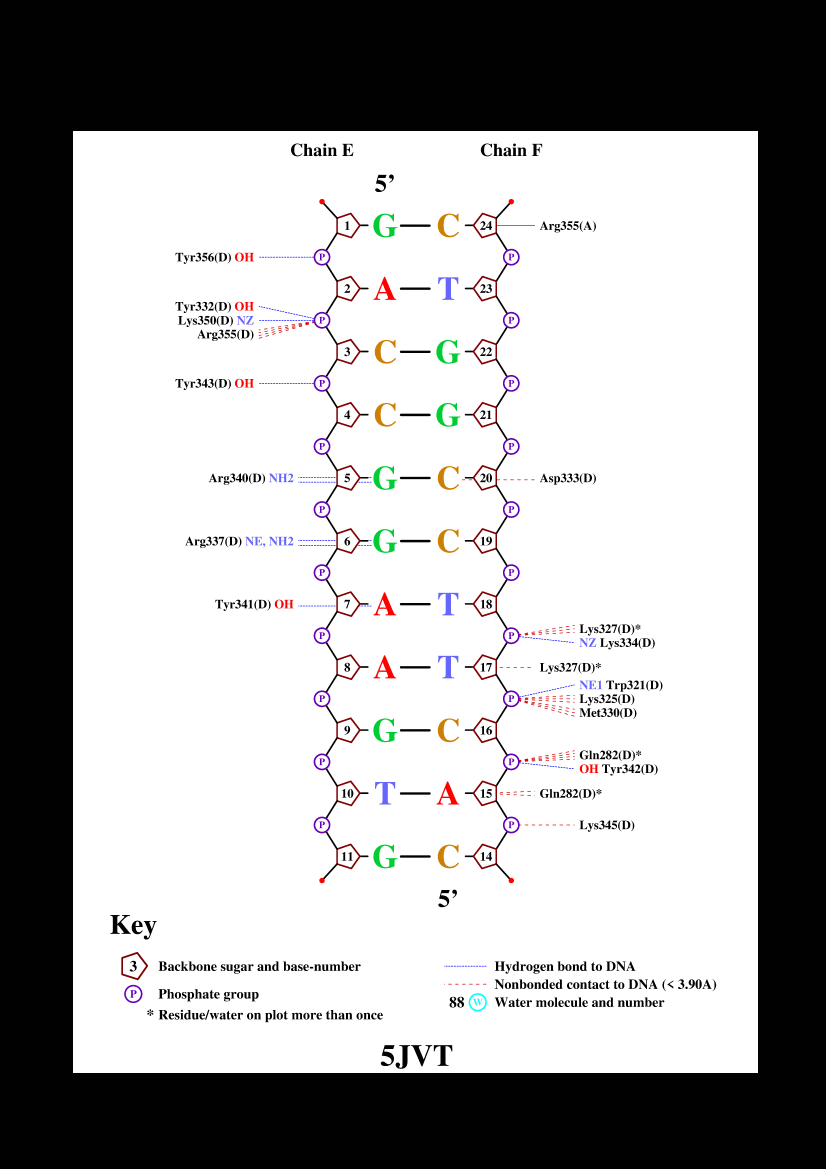 Chain E Chain F
5’
1 G C 24 Arg355(A)
Tyr356(D) OH P P
2 A T 23
Tyr332(D) OH
Lys350(D) NZ P P
Arg355(D)
3 C G 22
Tyr343(D) OH P P
4 C G 21
P P
Arg340(D) NH2 5 G C 20 Asp333(D)
P P
Arg337(D) NE, NH2 6 G C 19
P P
Tyr341(D) OH 7 A T 18
P P Lys327(D)*
NZ Lys334(D)
8 A T 17 Lys327(D)*
NE1 Trp321(D)
P P Lys325(D)
Met330(D)
9 G C 16
P P Gln282(D)*
OH Tyr342(D)
10 T A 15 Gln282(D)*
P P Lys345(D)
11 G C 14
5’
Key
3 Backbone sugar and base-number
P Phosphate group
* Residue/water on plot more than once
Hydrogen bond to DNA
Nonbonded contact to DNA (< 3.90A)
88 W Water molecule and number
5JVT